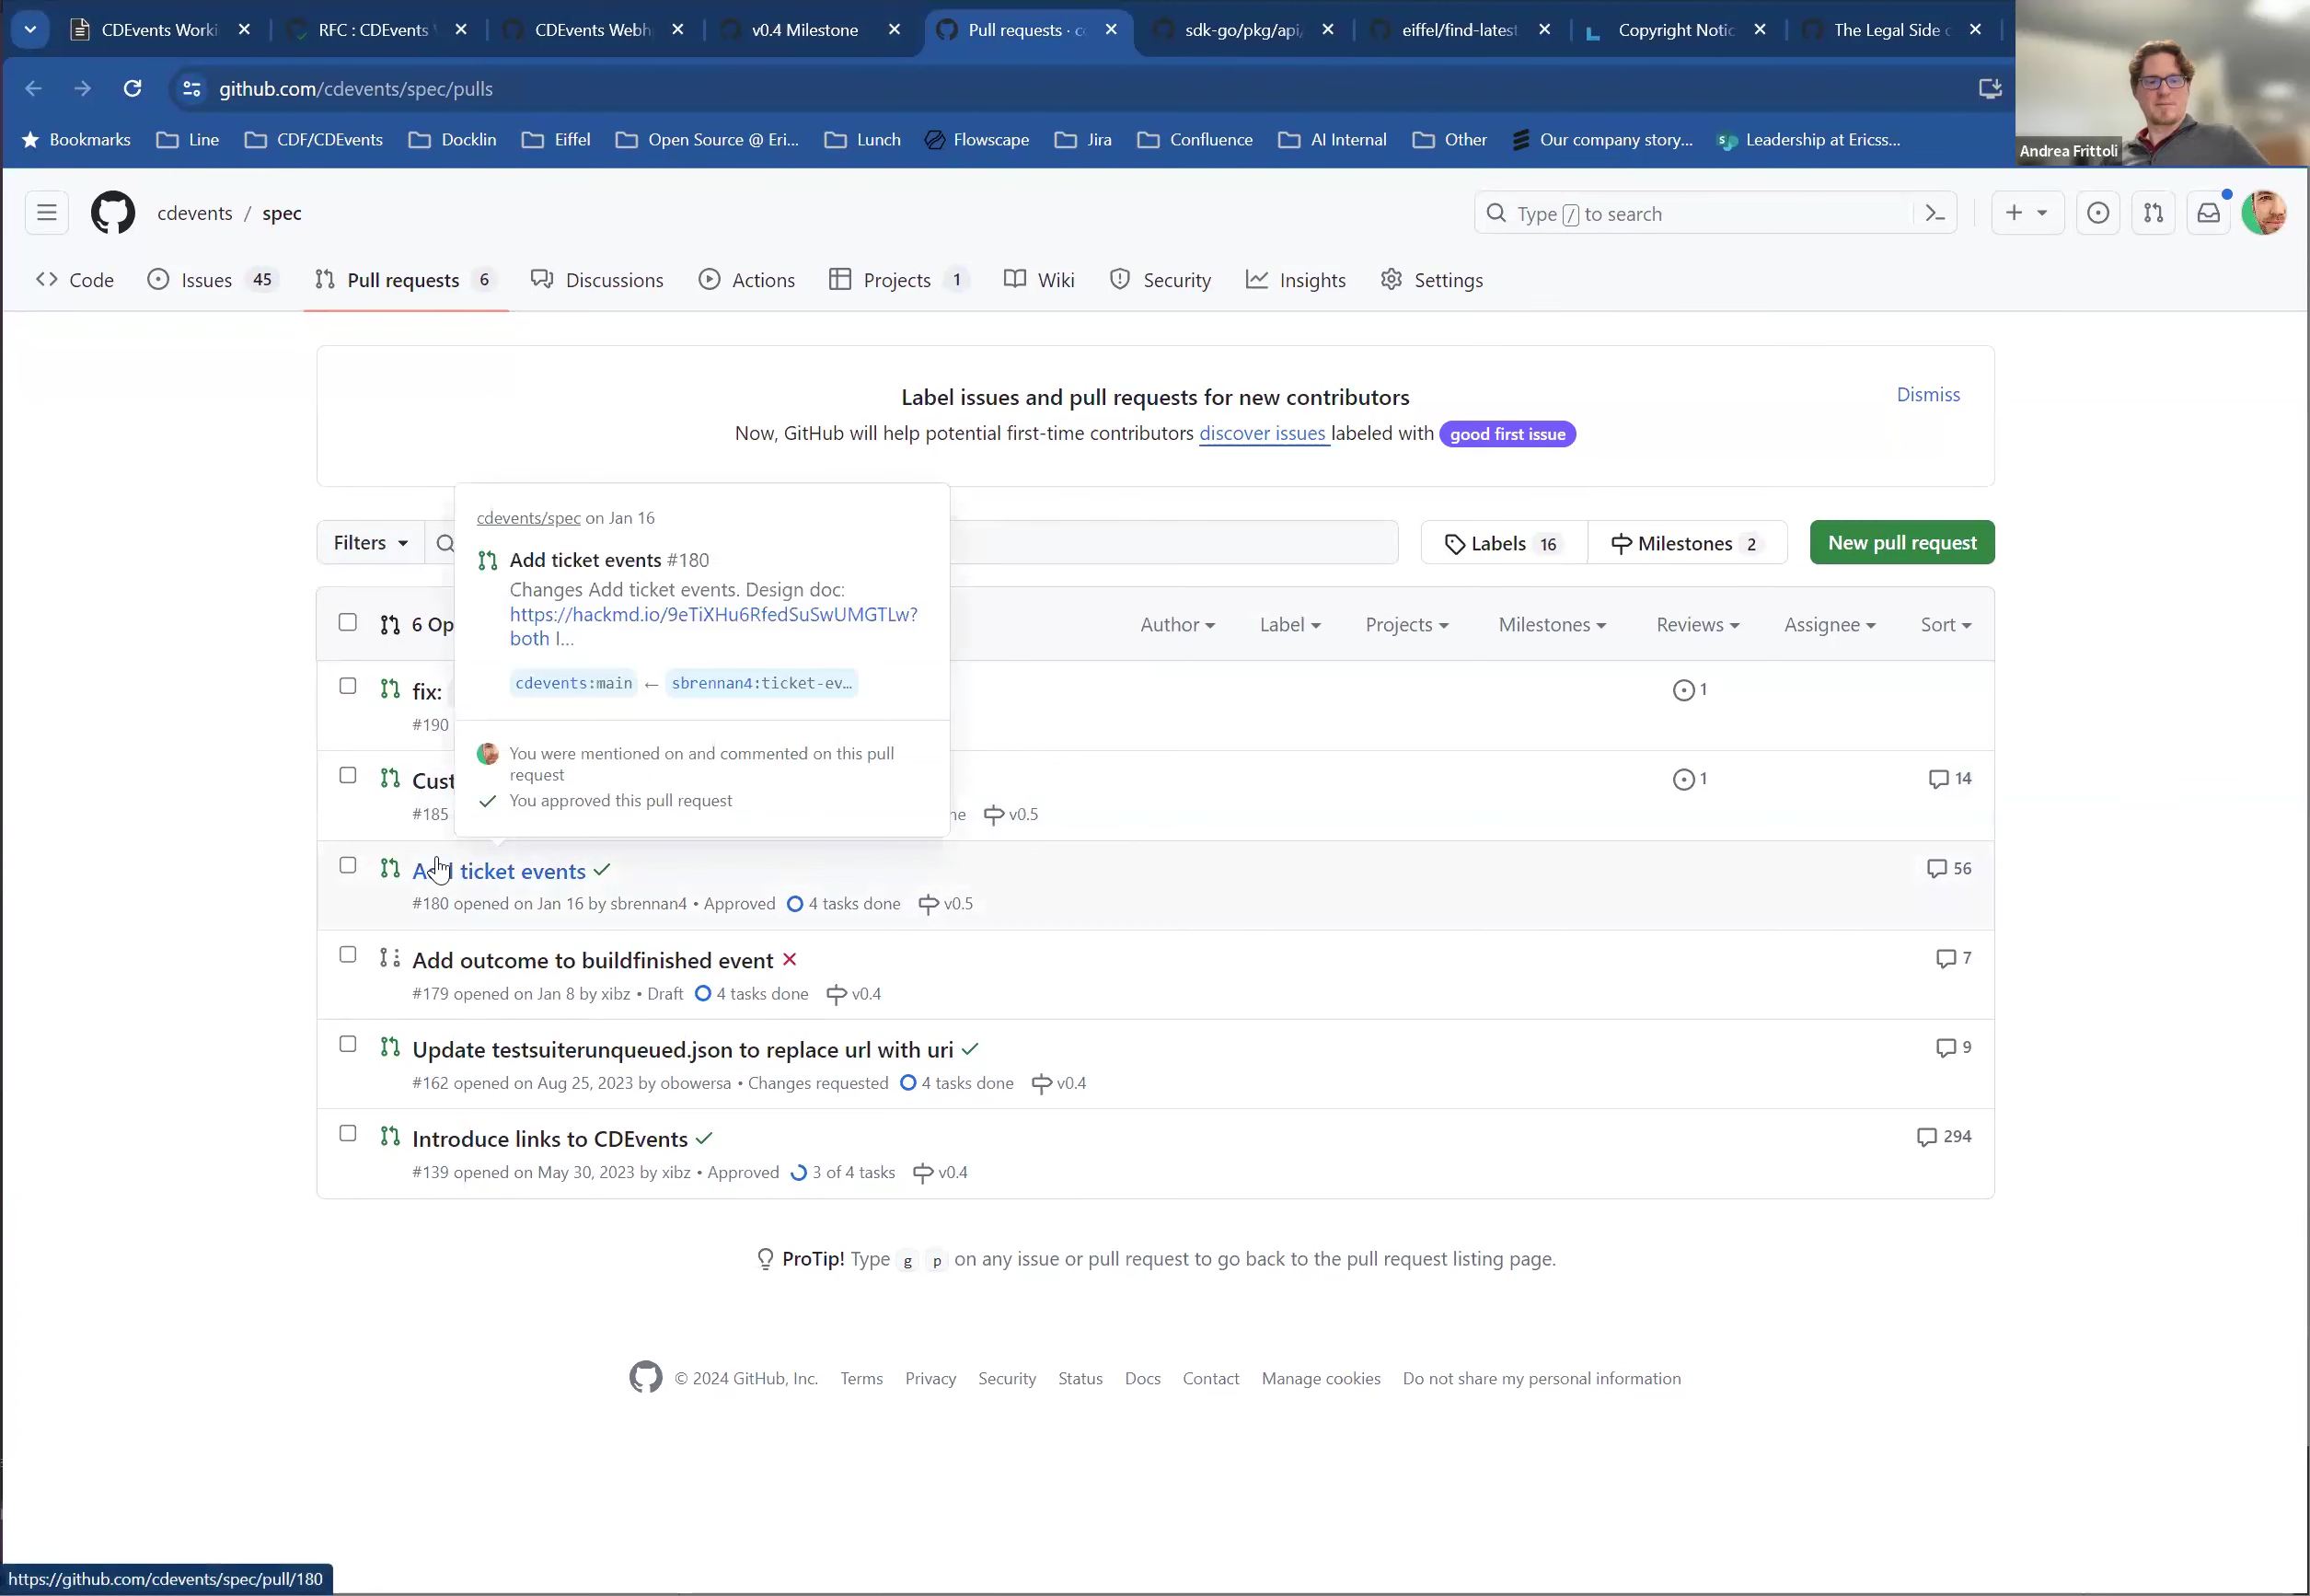 CDEvents Worki
RFC : CDEvents
CDEvents Webh
v0.4 Milestone
Pull requests · c
sdk-go/pkg/api/
eiffel/find-latest
Copyright Notic
The Legal Side
github.com/cdevents/spec/pulls
Bookmarks
Line
CDF/CDEvents
Docklin
Eiffel
Open Source @ Eri...
Lunch
Flowscape
Jira
Confluence
AI Internal
Other
Our company story...
Leadership at Ericss...
Andrea Frittoli
cdevents / spec
Type / to search
Code
Issues 45
Pull requests 6
Discussions
Actions
Projects 1
Wiki
Security
Insights
Settings
Label issues and pull requests for new contributors
Dismiss
Now, GitHub will help potential first-time contributors discover issues labeled with good first issue
Filters
Labels 16
Milestones 2
New pull request
cdevents/spec on Jan 16
Add ticket events #180
Changes Add ticket events. Design doc:
https://hackmd.io/9eTiXHu6RfedSuSwUMGTLw?
both I...
cdevents:main ← sbrennan4:ticket-ev…
You were mentioned on and commented on this pull
request
You approved this pull request
6 Op
Author
Label
Projects
Milestones
Reviews
Assignee
Sort
fix:
1
#190
Cust
1
14
#185
ne v0.5
Add ticket events
56
#180 opened on Jan 16 by sbrennan4 • Approved 4 tasks done v0.5
Add outcome to buildfinished event
7
#179 opened on Jan 8 by xibz • Draft 4 tasks done v0.4
Update testsuiterunqueued.json to replace url with uri
9
#162 opened on Aug 25, 2023 by obowersa • Changes requested 4 tasks done v0.4
Introduce links to CDEvents
294
#139 opened on May 30, 2023 by xibz • Approved 3 of 4 tasks v0.4
ProTip! Type g p on any issue or pull request to go back to the pull request listing page.
© 2024 GitHub, Inc.
Terms
Privacy
Security
Status
Docs
Contact
Manage cookies
Do not share my personal information
https://github.com/cdevents/spec/pull/180